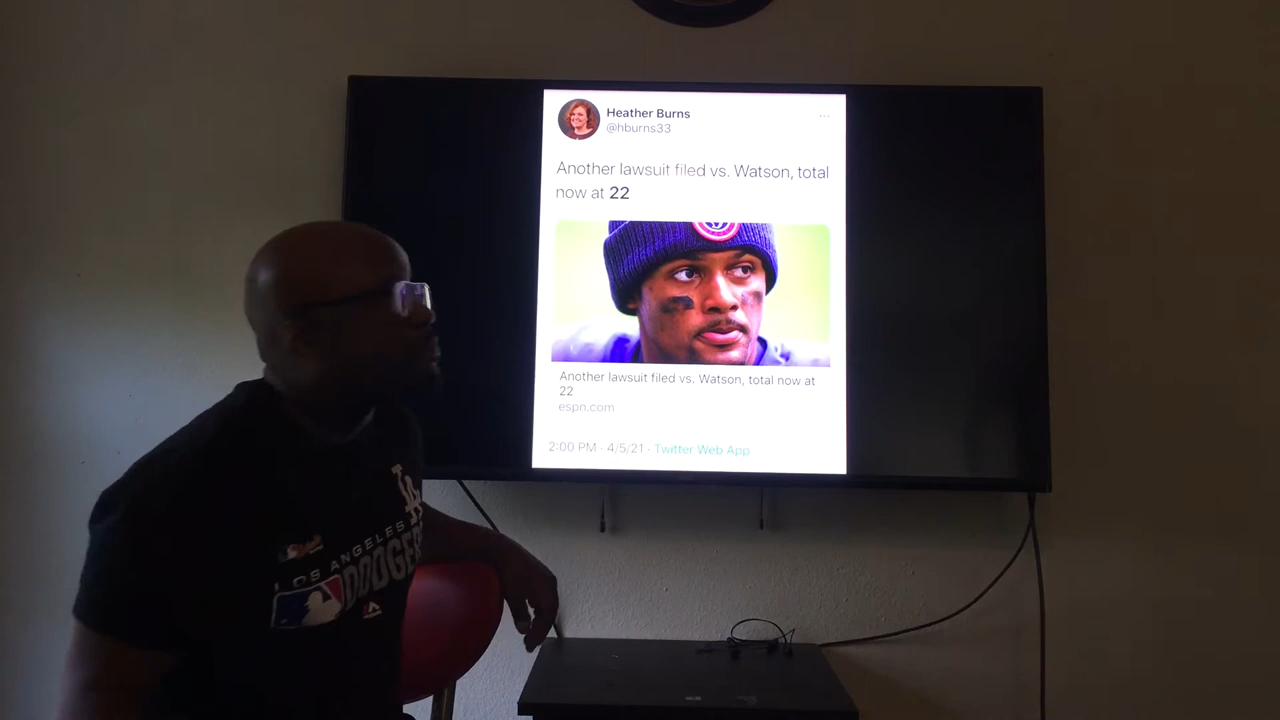 Heather Burns
@hburns33
Another lawsuit filed vs. Watson, total
now at 22
Another lawsuit filed vs. Watson, total now at
22
espn.com
2:00 PM · 4/5/21 · Twitter Web App
LA
LOS ANGELES
DODGERS